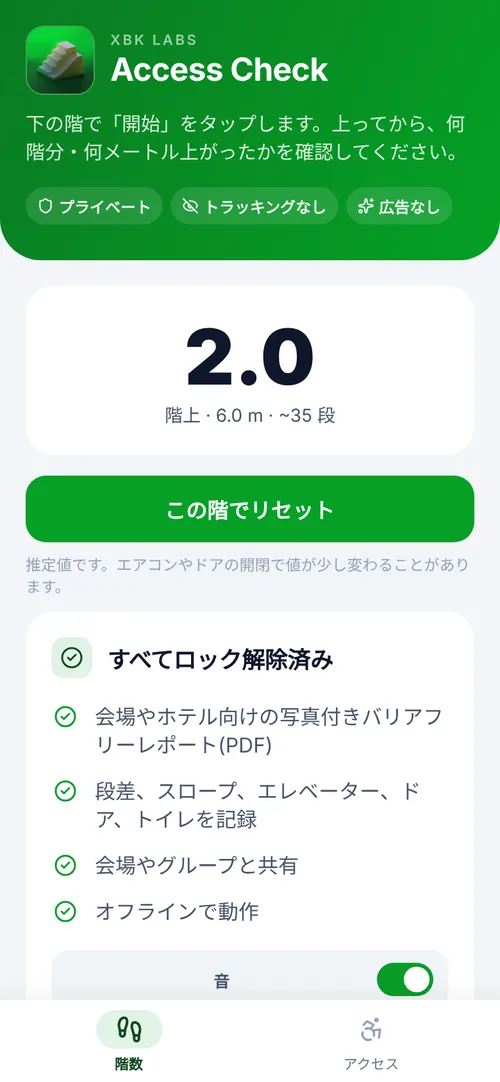 XBK LABS
Access Check
下の階で「開始」をタップします。上ってから、何
階分・何メートル上がったかを確認してください。
プライベート
トラッキングなし
広告なし
2.0
階上 · 6.0 m · ~35 段
この階でリセット
推定値です。エアコンやドアの開閉で値が少し変わることがあり
ます。
すべてロック解除済み
会場やホテル向けの写真付きバリアフ
リーレポート(PDF)
段差、スロープ、エレベーター、ド
ア、トイレを記録
会場やグループと共有
オフラインで動作
音
階数
アクセス